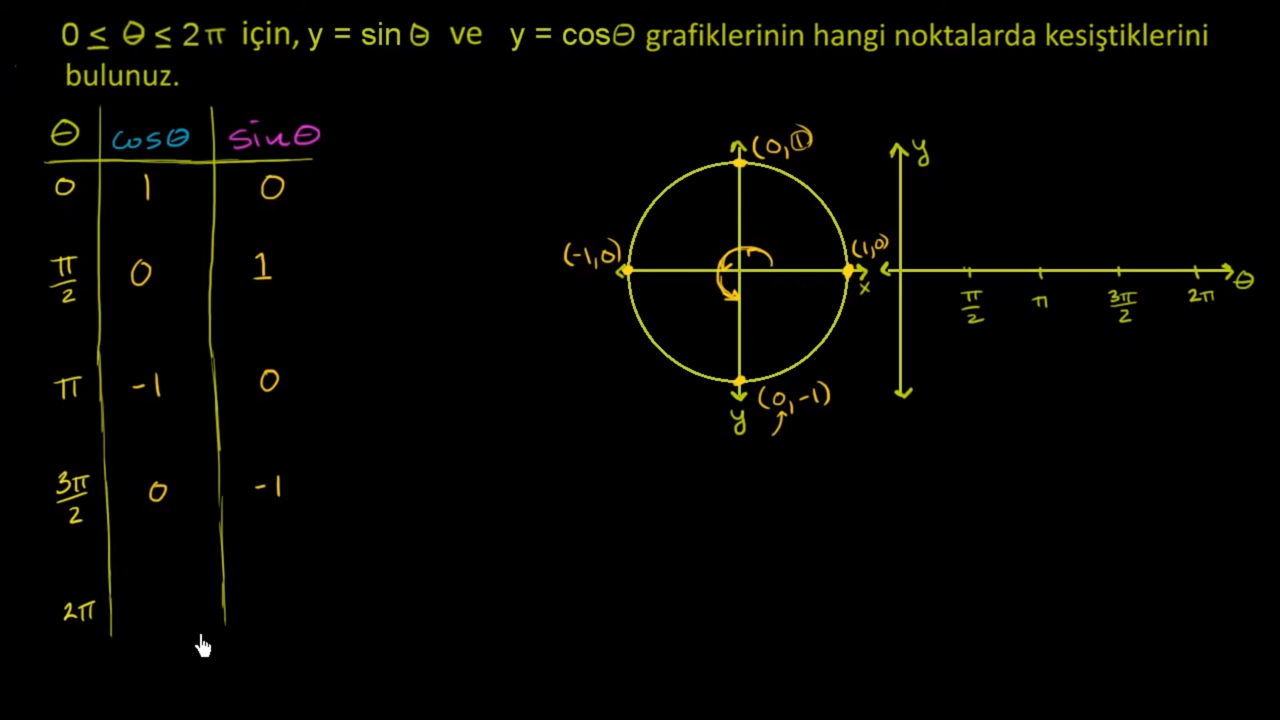 0 ≤ θ ≤ 2π için, y = sin θ ve y = cosθ grafiklerinin hangi noktalarda kesiştiklerini
bulunuz.
θ cosθ sinθ
0 1 0
π/2 0 1
π -1 0
3π/2 0 -1
2π
(0, 1)
(-1, 0)
(1, 0)
x
(0, -1)
y
y
π/2 π 3π/2 2π θ